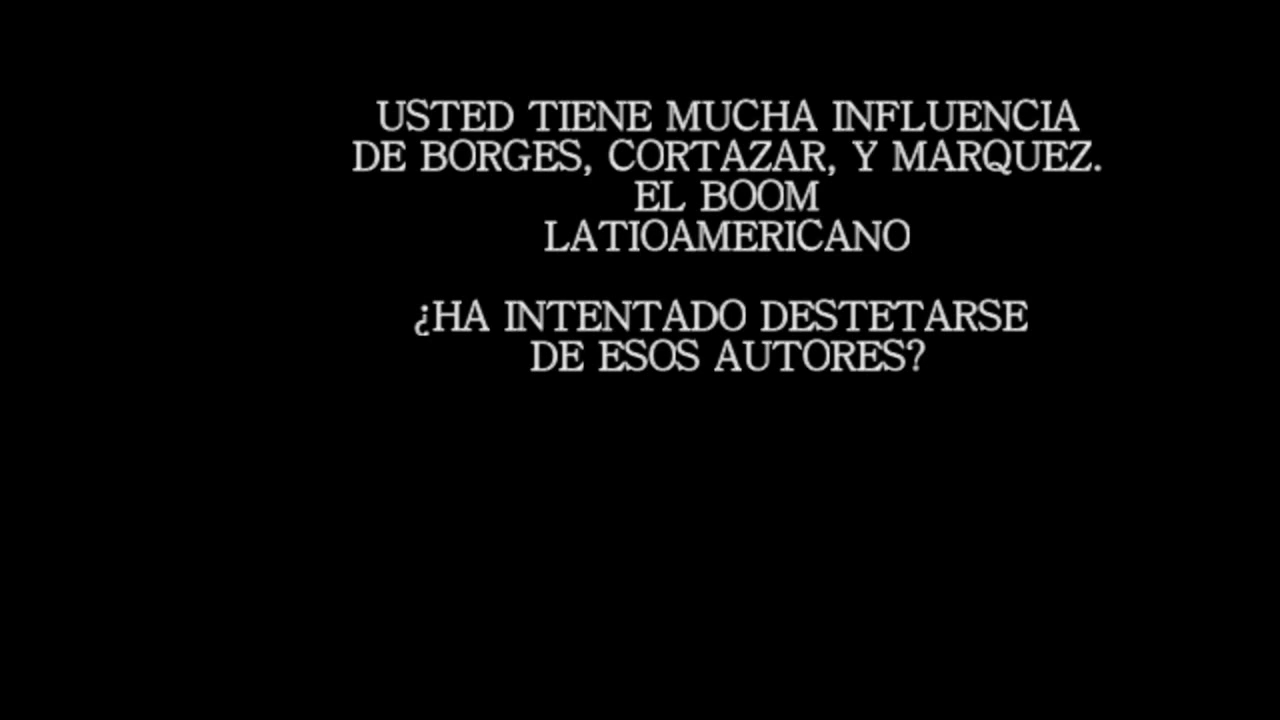 USTED TIENE MUCHA INFLUENCIA
DE BORGES, CORTAZAR, Y MARQUEZ.
EL BOOM
LATIOAMERICANO
¿HA INTENTADO DESTETARSE
DE ESOS AUTORES?